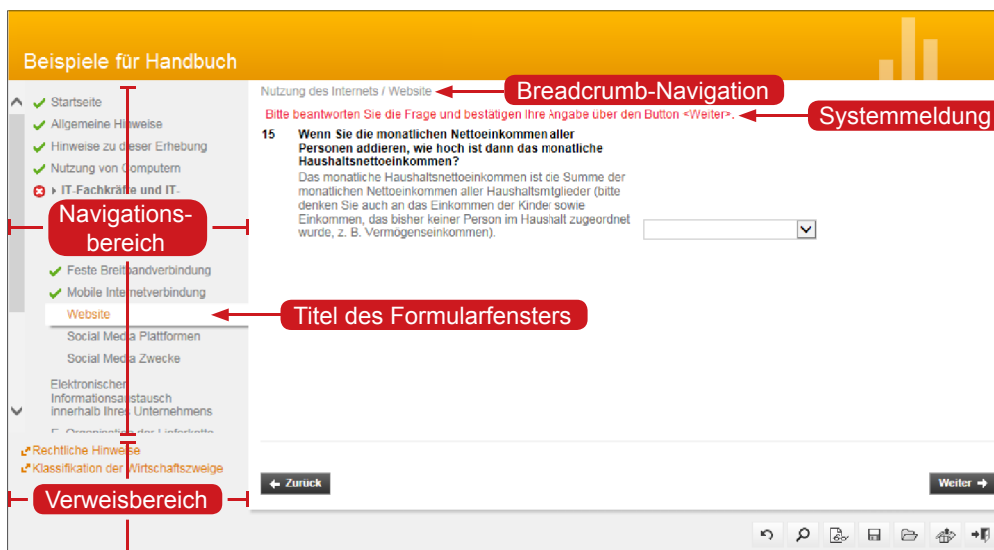 Beispiele für Handbuch
Startseite
Allgemeine Hinweise
Hinweise zu dieser Erhebung
Nutzung von Computern
IT-Fachkräfte und IT-
Navigations-
bereich
Feste Breitbandverbindung
Mobile Internetverbindung
Website
Social Media Plattformen
Social Media Zwecke
Elektronischer
Informationsaustausch
innerhalb Ihres Unternehmens
E. Organisation der Lieferkette
Rechtliche Hinweise
Klassifikation der Wirtschaftszweige
Verweisbereich
Nutzung des Internets / Website
Breadcrumb-Navigation
Bitte beantworten Sie die Frage und bestätigen Ihre Angabe über den Button <Weiter>.
Systemmeldung
15 Wenn Sie die monatlichen Nettoeinkommen aller
Personen addieren, wie hoch ist dann das monatliche
Haushaltsnettoeinkommen?
Das monatliche Haushaltsnettoeinkommen ist die Summe der
monatlichen Nettoeinkommen aller Haushaltsmtglieder (bitte
denken Sie auch an das Einkommen der Kinder sowie
Einkommen, das bisher keiner Person im Haushalt zugeordnet
wurde, z. B. Vermögenseinkommen).
Titel des Formularfensters
Zurück
Weiter